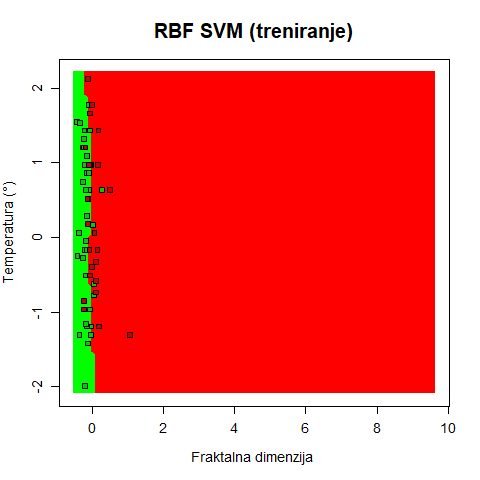 RBF SVM (treniranje)
Temperatura (°)
2
1
0
-1
-2
0 2 4 6 8 10
Fraktalna dimenzija